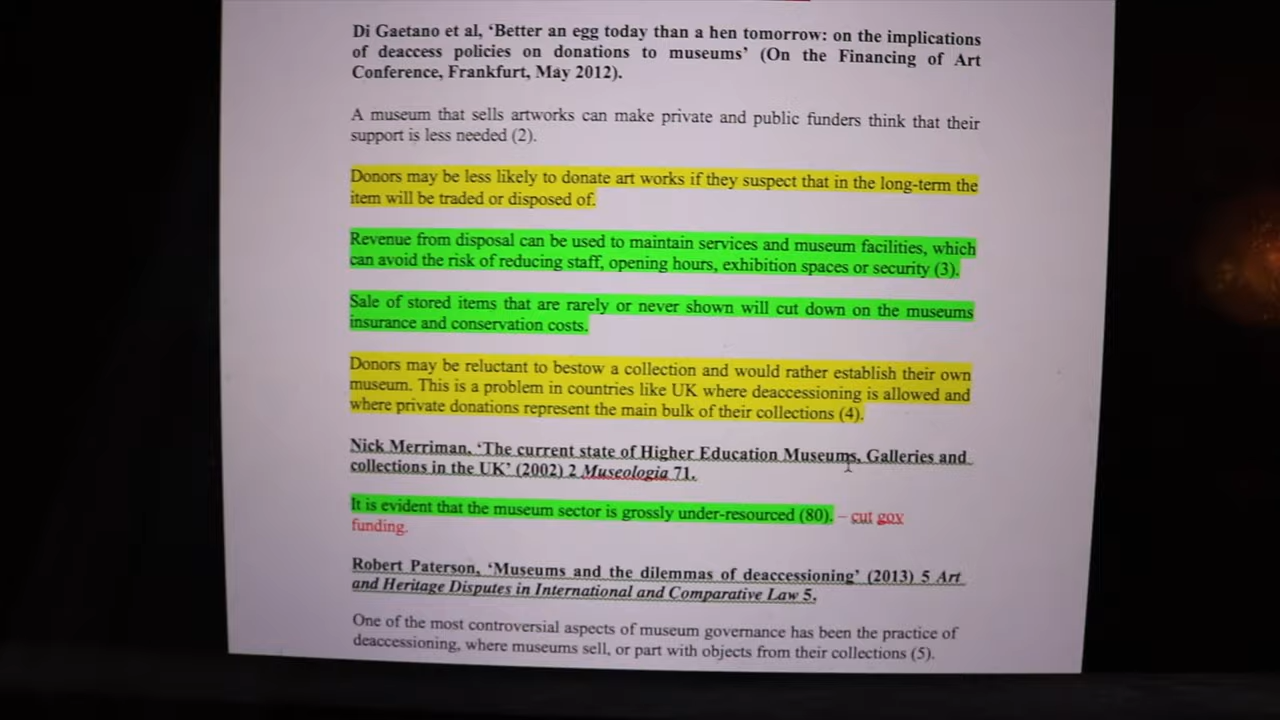 Di Gaetano et al, ‘Better an egg today than a hen tomorrow: on the implications
of deaccess policies on donations to museums’ (On the Financing of Art
Conference, Frankfurt, May 2012).
A museum that sells artworks can make private and public funders think that their
support is less needed (2).
Donors may be less likely to donate art works if they suspect that in the long-term the
item will be traded or disposed of.
Revenue from disposal can be used to maintain services and museum facilities, which
can avoid the risk of reducing staff, opening hours, exhibition spaces or security (3).
Sale of stored items that are rarely or never shown will cut down on the museums
insurance and conservation costs.
Donors may be reluctant to bestow a collection and would rather establish their own
museum. This is a problem in countries like UK where deaccessioning is allowed and
where private donations represent the main bulk of their collections (4).
Nick Merriman, ‘The current state of Higher Education Museums, Galleries and
collections in the UK’ (2002) 2 Museologia 71.
It is evident that the museum sector is grossly under-resourced (80). – cut gov
funding.
Robert Paterson, ‘Museums and the dilemmas of deaccessioning’ (2013) 5 Art
and Heritage Disputes in International and Comparative Law 5.
One of the most controversial aspects of museum governance has been the practice of
deaccessioning, where museums sell, or part with objects from their collections (5).